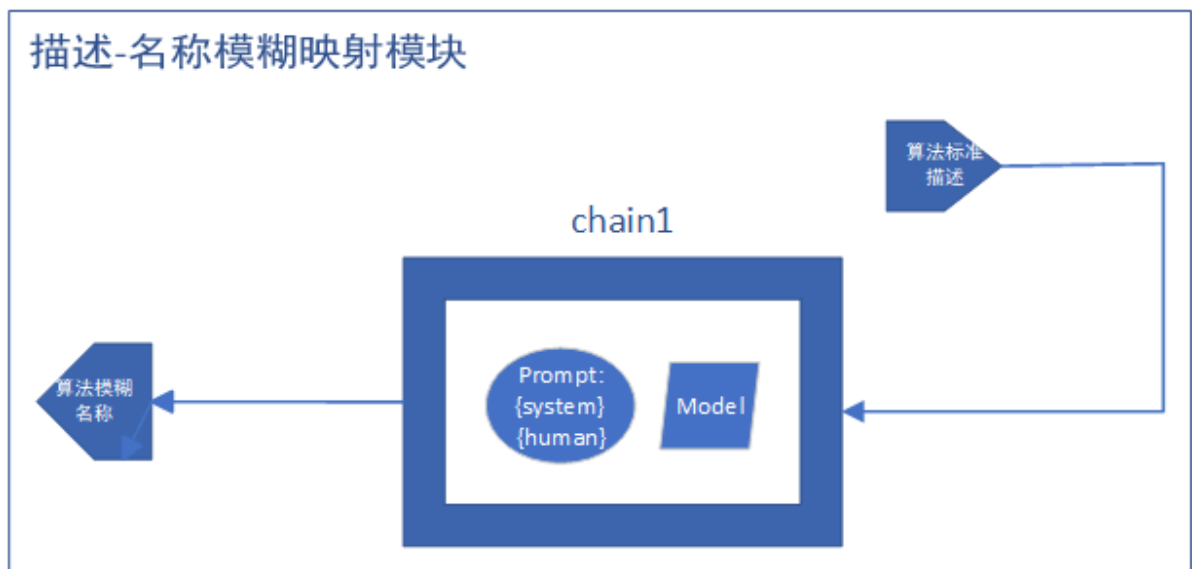 描述-名称模糊映射模块
算法标准
描述
chain1
算法模糊
名称
Prompt:
{system}
{human}
Model